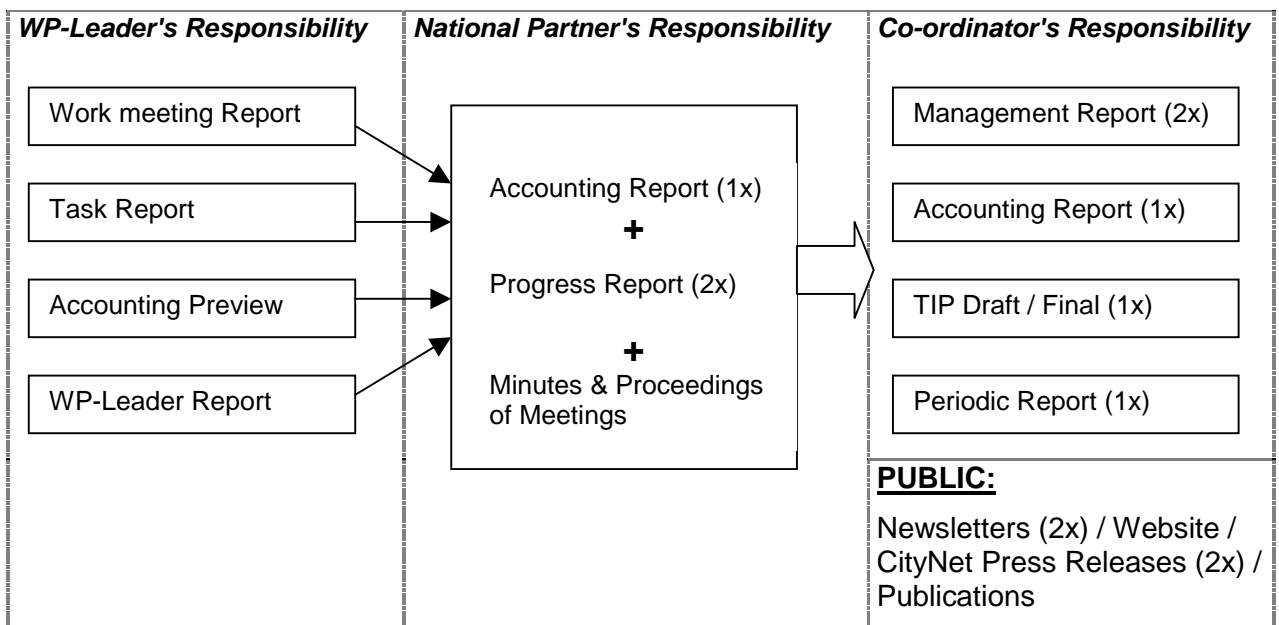 WP-Leader's Responsibility
Work meeting Report
Task Report
Accounting Preview
WP-Leader Report
National Partner's Responsibility
Accounting Report (1x)
+
Progress Report (2x)
+
Minutes & Proceedings
of Meetings
Co-ordinator's Responsibility
Management Report (2x)
Accounting Report (1x)
TIP Draft / Final (1x)
Periodic Report (1x)
PUBLIC:
Newsletters (2x) / Website /
CityNet Press Releases (2x) /
Publications